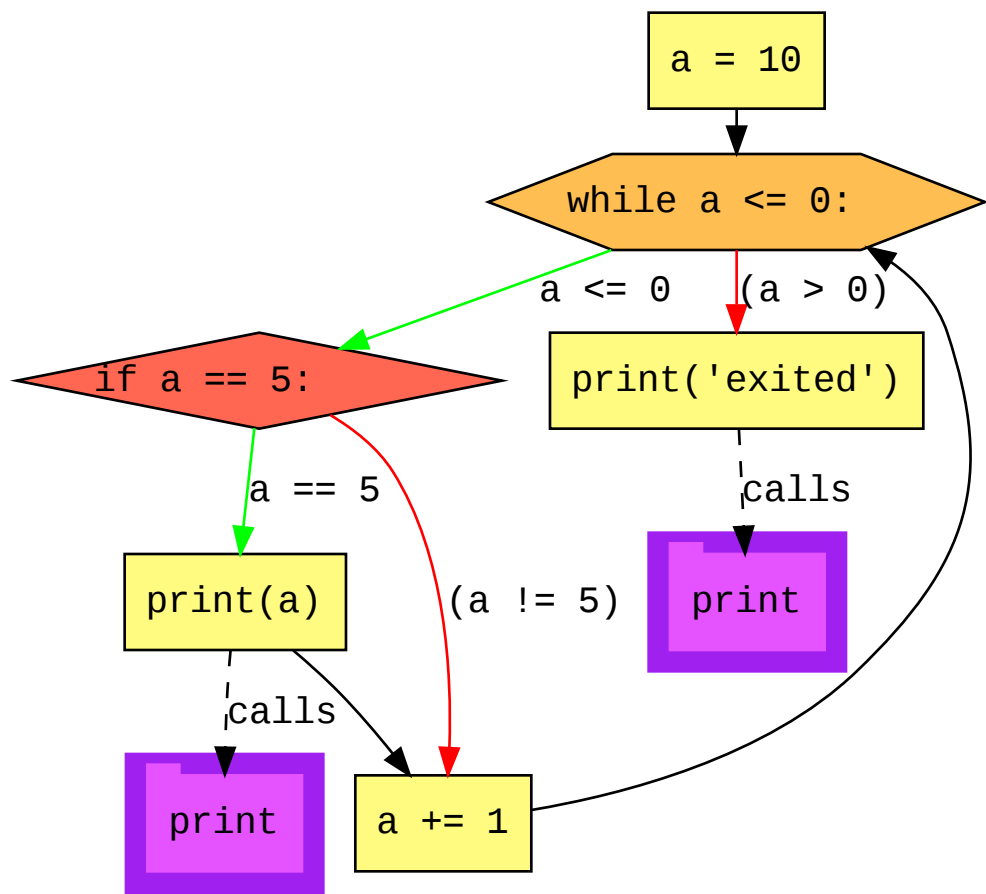 a = 10
while a <= 0:
a <= 0
(a > 0)
if a == 5:
print('exited')
a == 5
calls
print(a)
(a != 5)
print
calls
print
a += 1